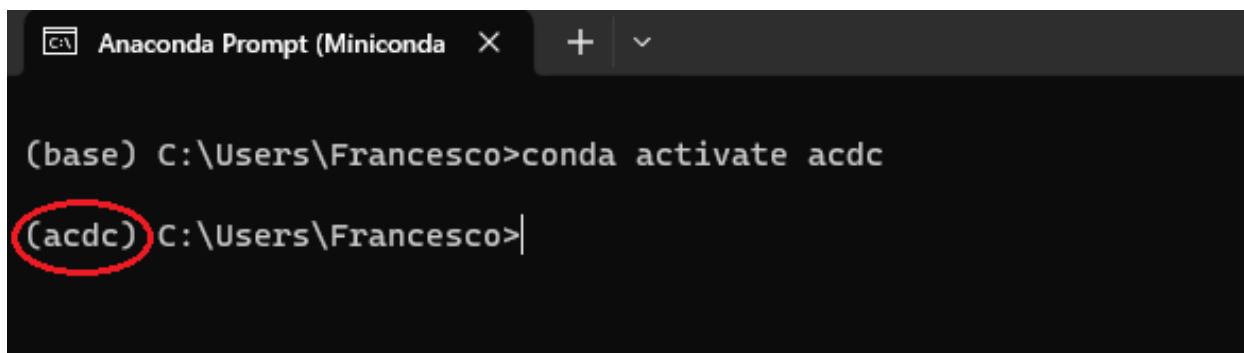 Anaconda Prompt (Miniconda
(base) C:\Users\Francesco>conda activate acdc
(acdc) C:\Users\Francesco>